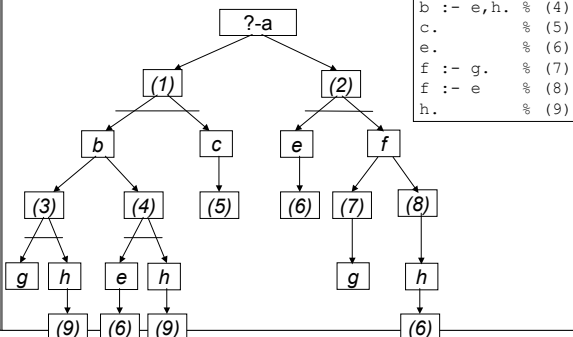 ?-a
b :- e,h. % (4)
c. % (5)
e. % (6)
f :- g. % (7)
f :- e % (8)
h. % (9)
(1) (2)
b c e f
(3) (4) (5) (6) (7) (8)
g h e h g h
(9) (6) (9) (6)